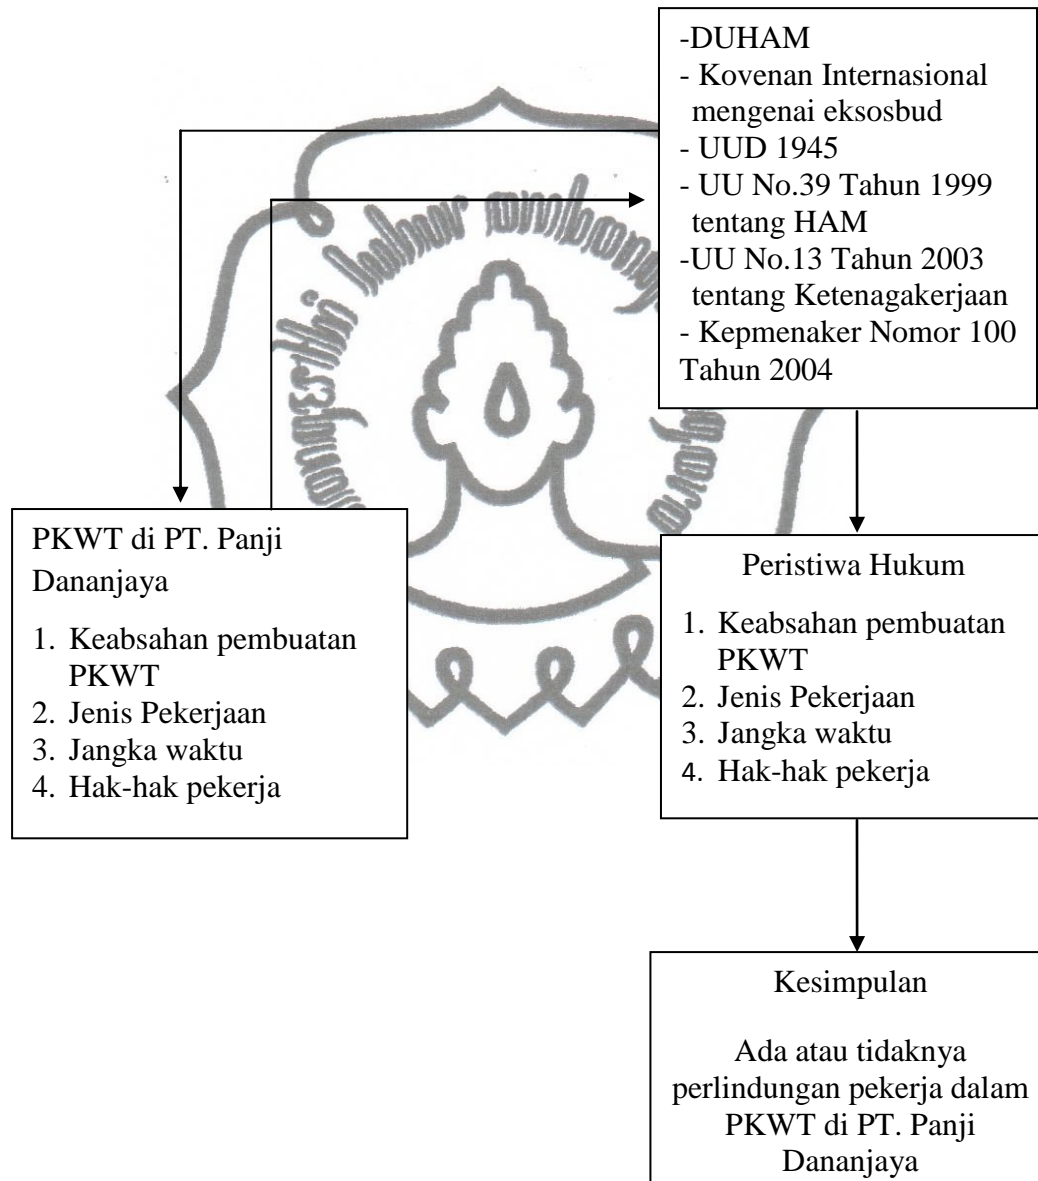 -DUHAM
- Kovenan Internasional
mengenai eksosbud
- UUD 1945
- UU No.39 Tahun 1999
tentang HAM
-UU No.13 Tahun 2003
tentang Ketenagakerjaan
- Kepmenaker Nomor 100
Tahun 2004
PKWT di PT. Panji
Dananjaya
1. Keabsahan pembuatan
PKWT
2. Jenis Pekerjaan
3. Jangka waktu
4. Hak-hak pekerja
Peristiwa Hukum
1. Keabsahan pembuatan
PKWT
2. Jenis Pekerjaan
3. Jangka waktu
4. Hak-hak pekerja
Kesimpulan
Ada atau tidaknya
perlindungan pekerja dalam
PKWT di PT. Panji
Dananjaya